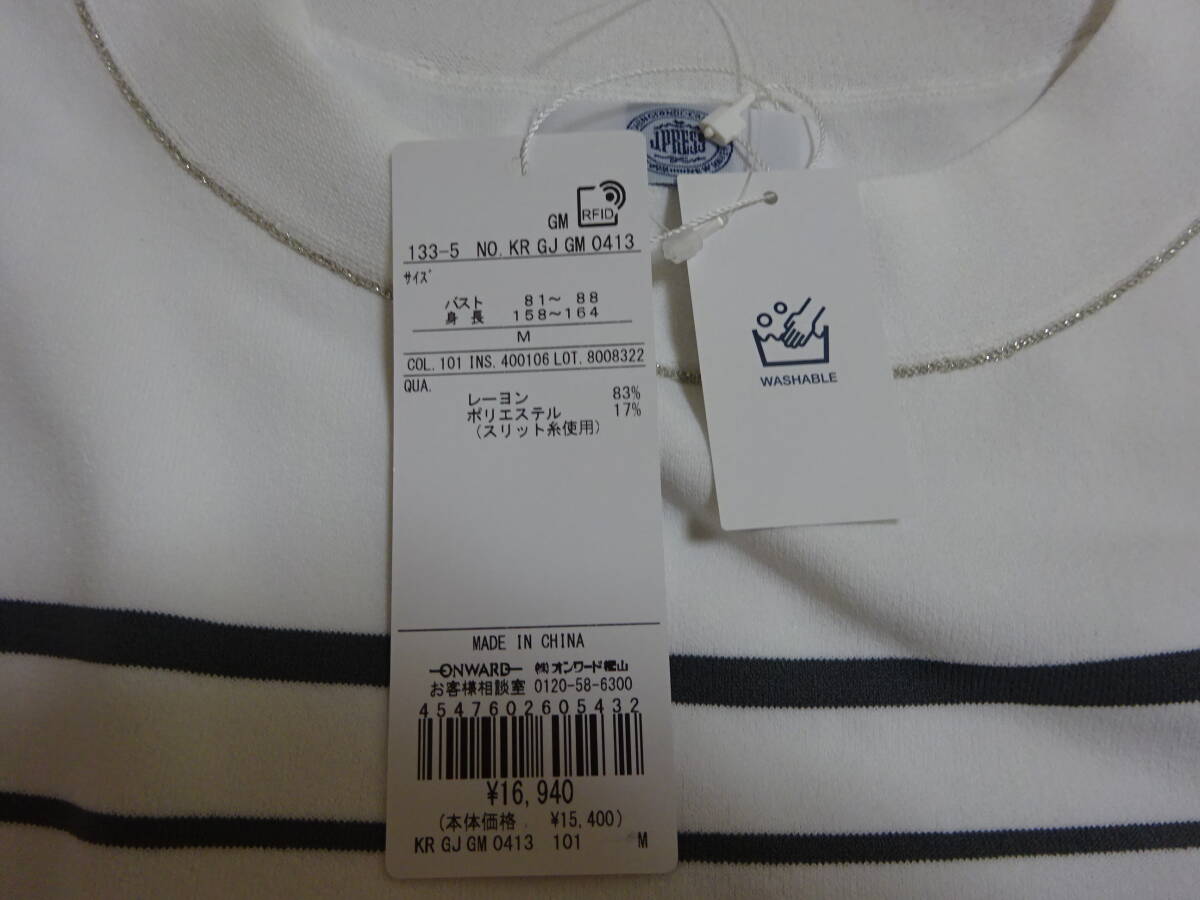 J.PRESS
GM RFID
133-5 NO. KR GJ GM 0413
サイズ
バスト 81～ 88
身長 158～164
M
COL. 101 INS. 400106 LOT. 8008322
QUA.
レーヨン 83%
ポリエステル 17%
(スリット糸使用)
MADE IN CHINA
ONWARD ㈱オンワード樫山
お客様相談室 0120-58-6300
4547602605432
¥16,940
(本体価格 ¥15,400)
KR GJ GM 0413 101 M
WASHABLE